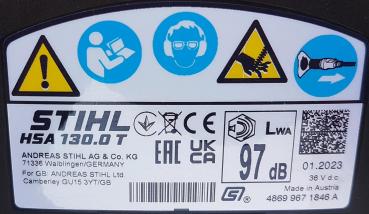 STIHL
HSA 130.0 T
ANDREAS STIHL AG & Co. KG
71336 Waiblingen/GERMANY
For GB: ANDREAS STIHL Ltd.
Camberley GU15 3YT/GB
CE
EAC UK CA
LWA
97 dB
01.2023
36 V d.c.
Made in Austria
4869 967 1846 A